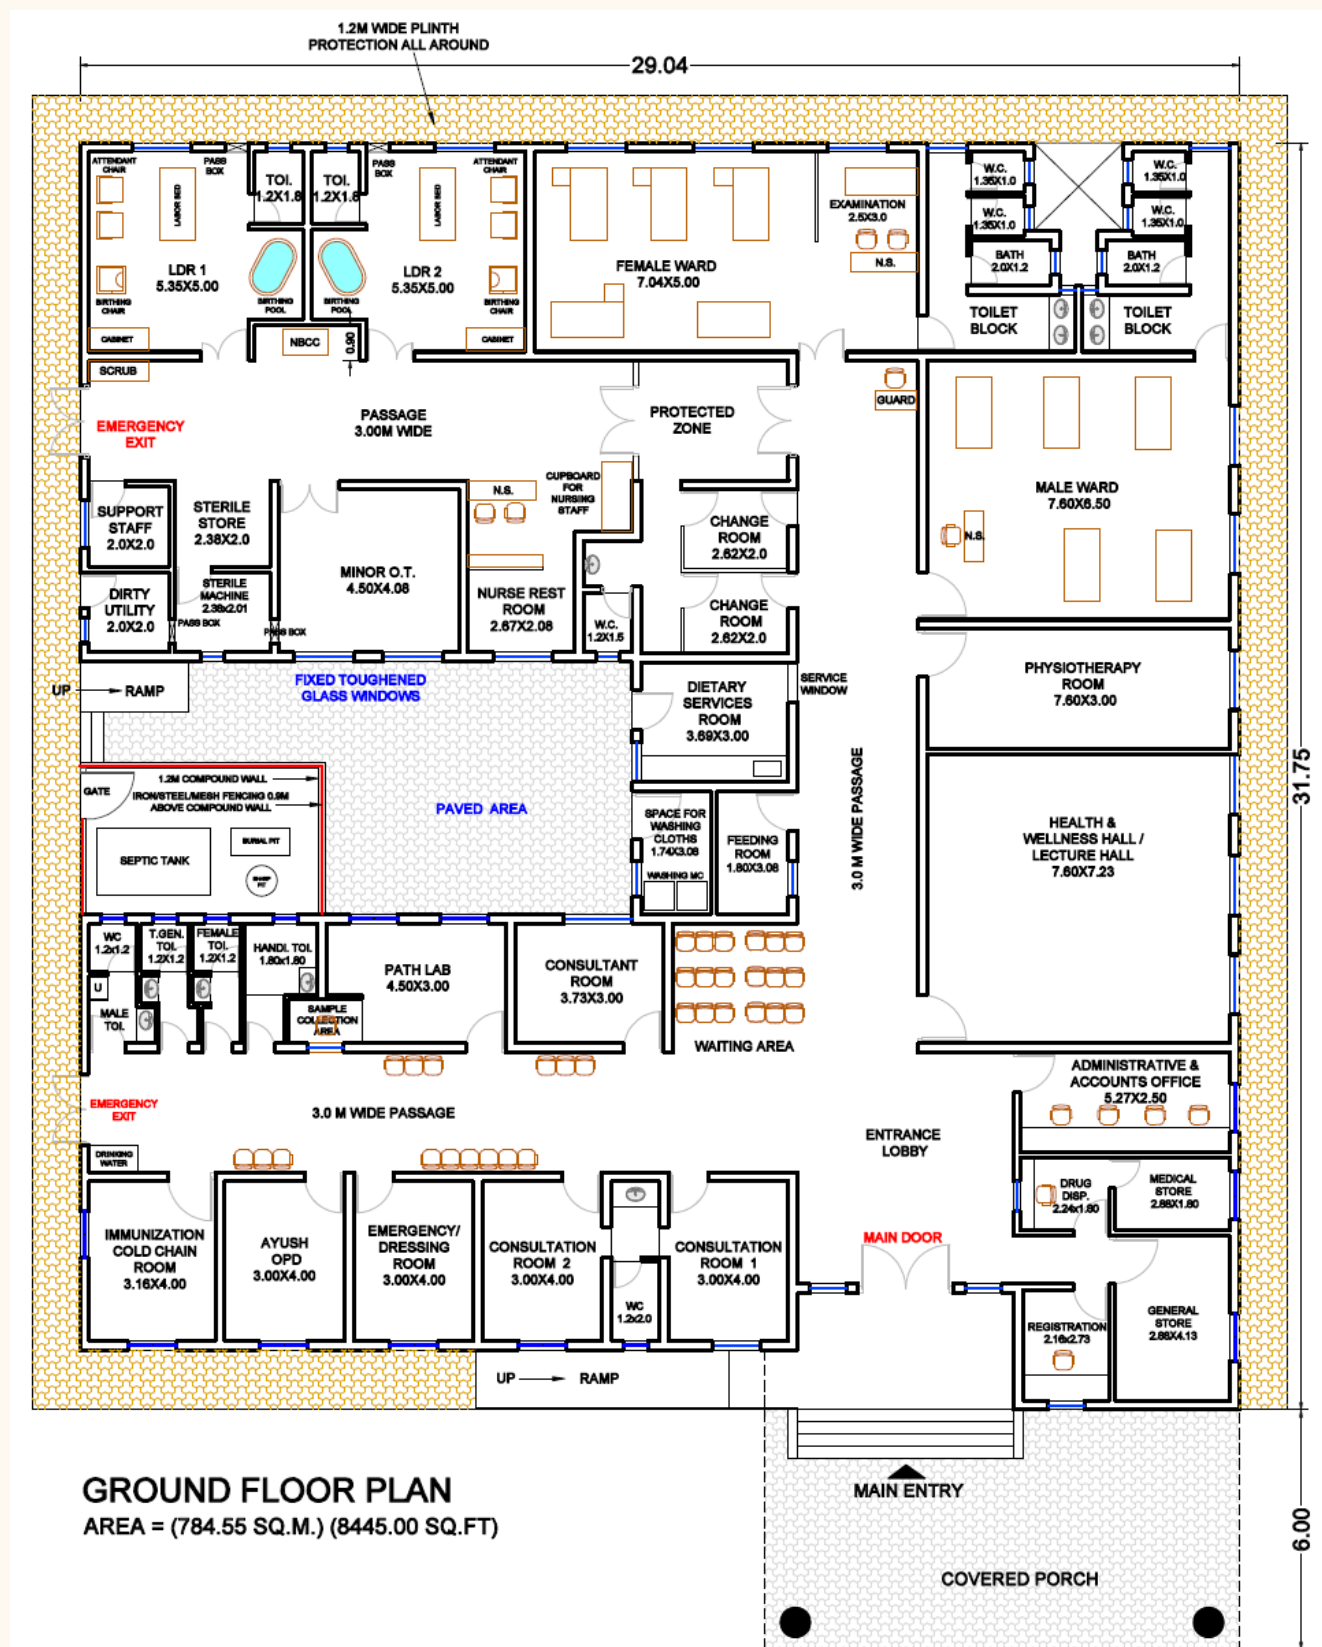 1.2M WIDE PLINTH
PROTECTION ALL AROUND
29.04
ATTENDANT
CHAIR
PASS
BOX
TOI.
1.2X1.8
TOI.
1.2X1.8
PASS
BOX
ATTENDANT
CHAIR
LABOR BED
LABOR BED
LDR 1
5.35X5.00
LDR 2
5.35X5.00
BIRTHING
CHAIR
BIRTHING
POOL
BIRTHING
POOL
BIRTHING
CHAIR
CABINET
NBCC
0.90
CABINET
FEMALE WARD
7.04X5.00
EXAMINATION
2.5X3.0
N.S.
W.C.
1.35X1.0
W.C.
1.35X1.0
W.C.
1.35X1.0
W.C.
1.35X1.0
BATH
2.0X1.2
BATH
2.0X1.2
TOILET
BLOCK
TOILET
BLOCK
SCRUB
EMERGENCY
EXIT
PASSAGE
3.00M WIDE
PROTECTED
ZONE
GUARD
SUPPORT
STAFF
2.0X2.0
STERILE
STORE
2.38X2.0
N.S.
CUPBOARD
FOR
NURSING
STAFF
CHANGE
ROOM
2.62X2.0
MALE WARD
7.60X6.50
N.S.
DIRTY
UTILITY
2.0X2.0
STERILE
MACHINE
2.38x2.01
PASS BOX
PASS BOX
MINOR O.T.
4.50X4.08
NURSE REST
ROOM
2.67X2.08
W.C.
1.2X1.5
CHANGE
ROOM
2.62X2.0
UP
RAMP
FIXED TOUGHENED
GLASS WINDOWS
DIETARY
SERVICES
ROOM
3.69X3.00
SERVICE
WINDOW
PHYSIOTHERAPY
ROOM
7.60X3.00
31.75
3.0 M WIDE PASSAGE
GATE
1.2M COMPOUND WALL
IRON/STEEL/MESH FENCING 0.9M
ABOVE COMPOUND WALL
PAVED AREA
SEPTIC TANK
BURIAL PIT
SHARP
PIT
SPACE FOR
WASHING
CLOTHS
1.74X3.08
WASHING MC
FEEDING
ROOM
1.80X3.08
HEALTH &
WELLNESS HALL /
LECTURE HALL
7.60X7.23
WC
1.2x1.2
T.GEN.
TOI.
1.2X1.2
FEMALE
TOI.
1.2X1.2
HANDI. TOI.
1.80x1.80
U
MALE
TOI.
PATH LAB
4.50X3.00
SAMPLE
COLLECTION
AREA
CONSULTANT
ROOM
3.73X3.00
WAITING AREA
ADMINISTRATIVE &
ACCOUNTS OFFICE
5.27X2.50
EMERGENCY
EXIT
3.0 M WIDE PASSAGE
ENTRANCE
LOBBY
DRINKING
WATER
DRUG
DISP.
2.24x1.80
MEDICAL
STORE
2.88X1.80
IMMUNIZATION
COLD CHAIN
ROOM
3.16X4.00
AYUSH
OPD
3.00X4.00
EMERGENCY/
DRESSING
ROOM
3.00X4.00
CONSULTATION
ROOM 2
3.00X4.00
WC
1.2x2.0
CONSULTATION
ROOM 1
3.00X4.00
MAIN DOOR
REGISTRATION
2.16x2.73
GENERAL
STORE
2.88X4.13
UP
RAMP
GROUND FLOOR PLAN
AREA = (784.55 SQ.M.) (8445.00 SQ.FT)
MAIN ENTRY
6.00
COVERED PORCH